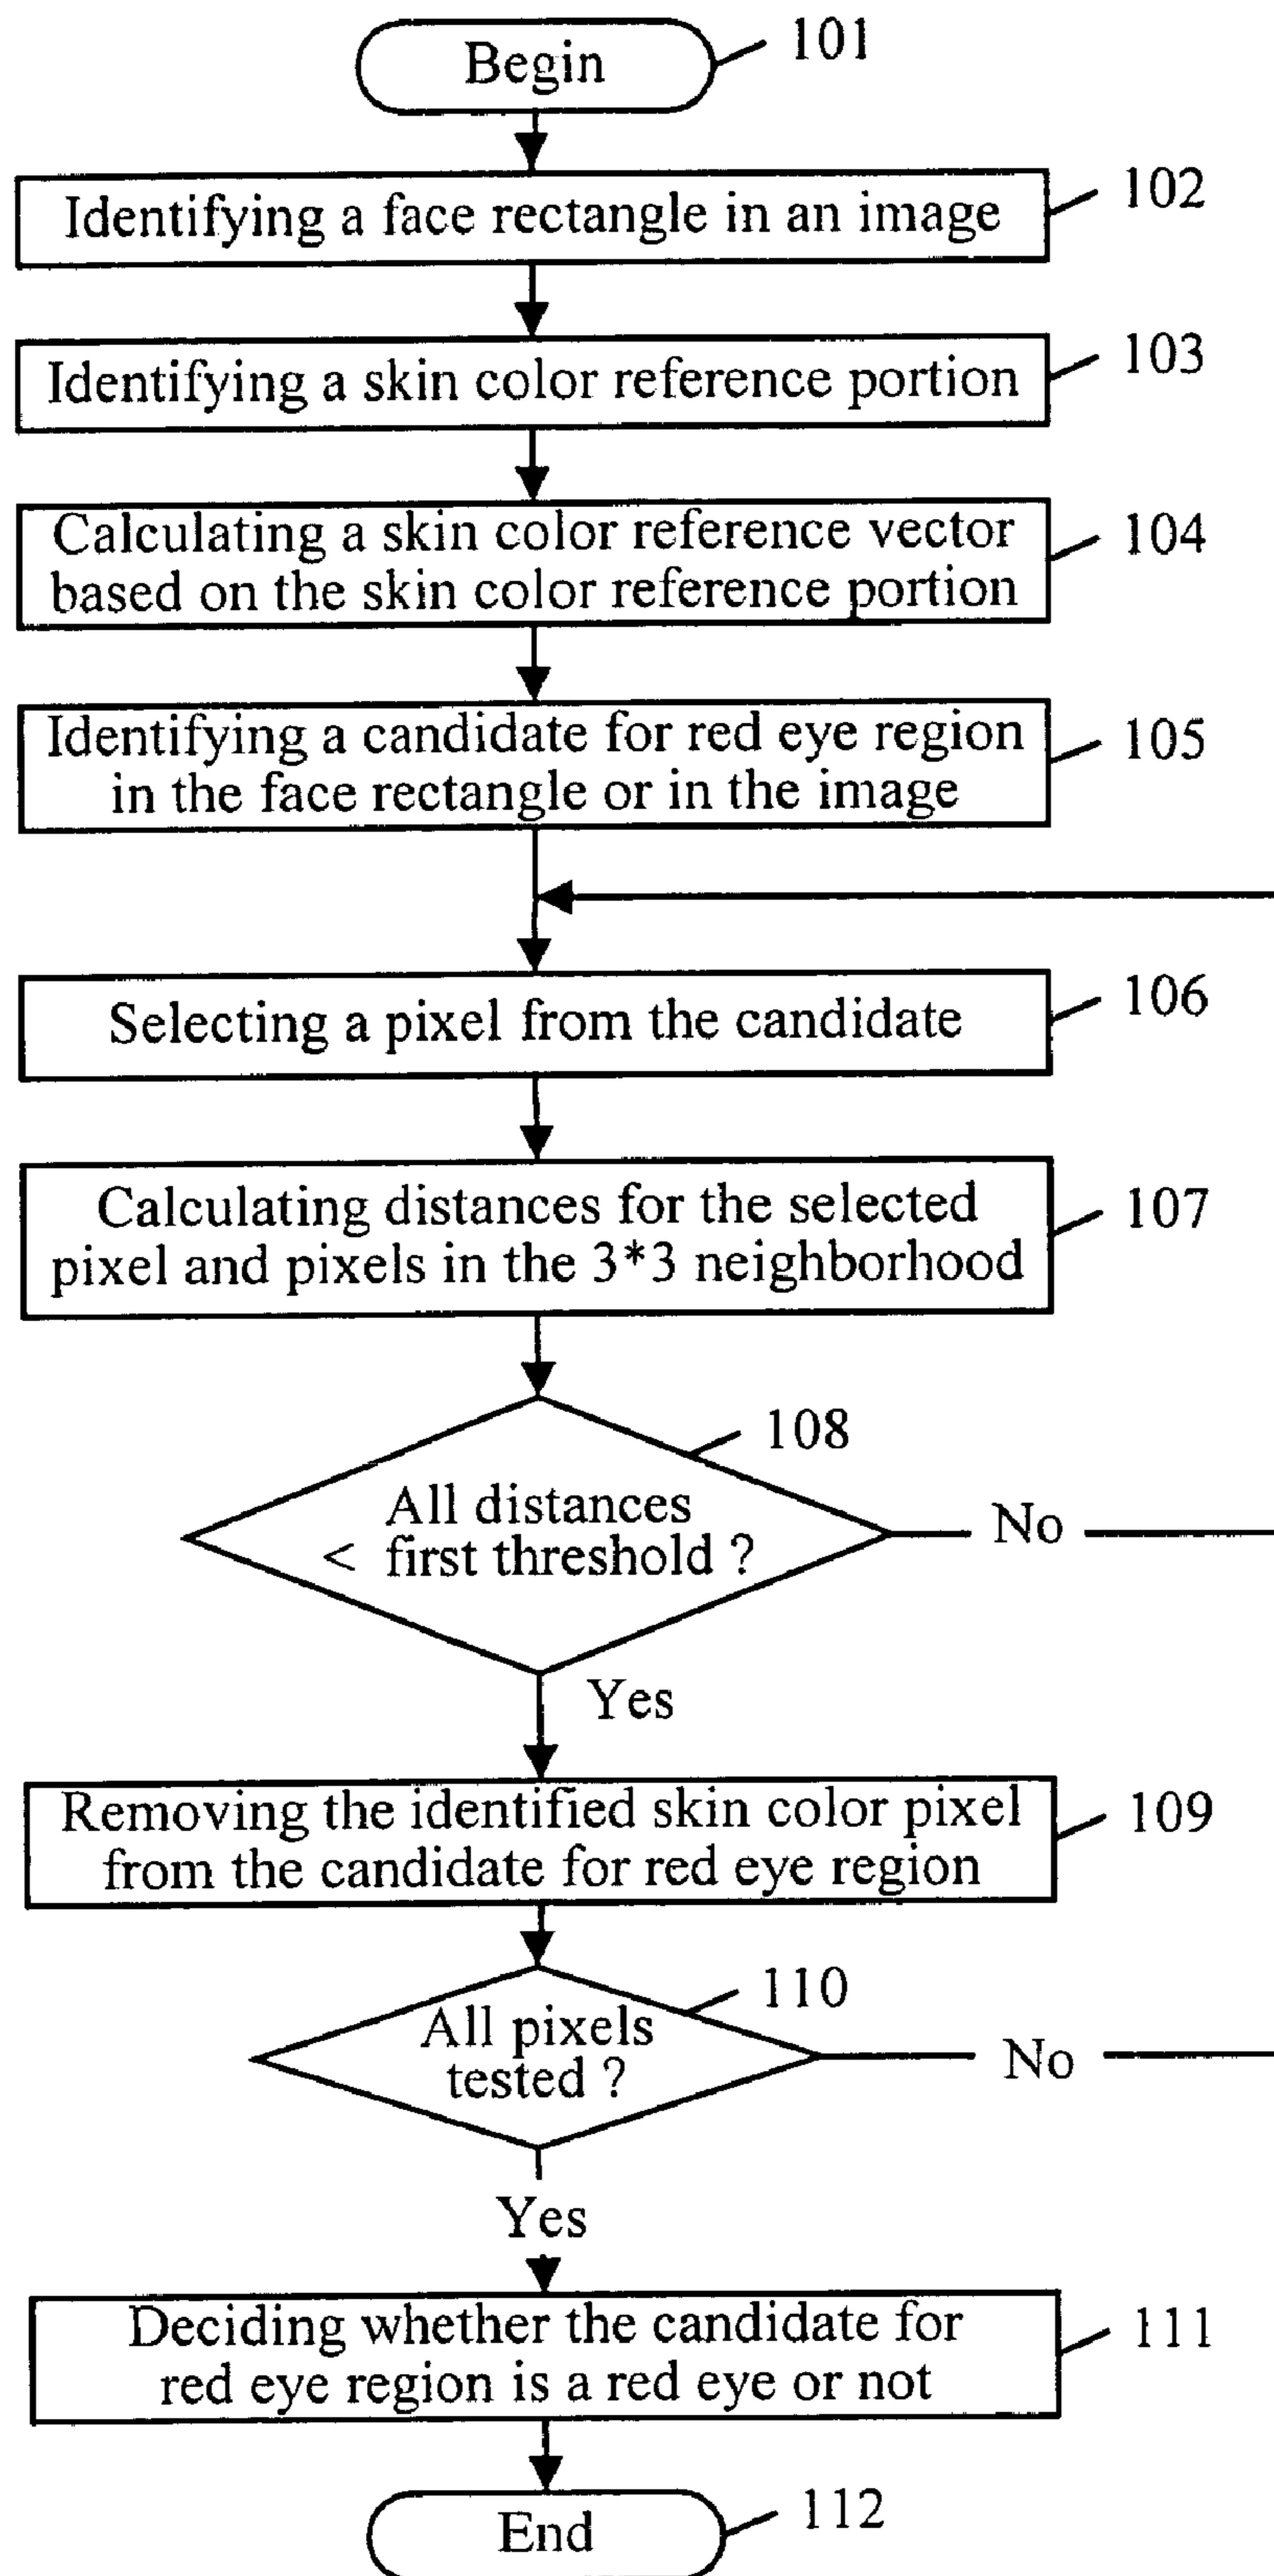 Begin
101
Identifying a face rectangle in an image
102
Identifying a skin color reference portion
103
Calculating a skin color reference vector
based on the skin color reference portion
104
Identifying a candidate for red eye region
in the face rectangle or in the image
105
Selecting a pixel from the candidate
106
Calculating distances for the selected
pixel and pixels in the 3*3 neighborhood
107
108
All distances
< first threshold ?
No
Yes
Removing the identified skin color pixel
from the candidate for red eye region
109
110
All pixels
tested ?
No
Yes
Deciding whether the candidate for
red eye region is a red eye or not
111
End
112